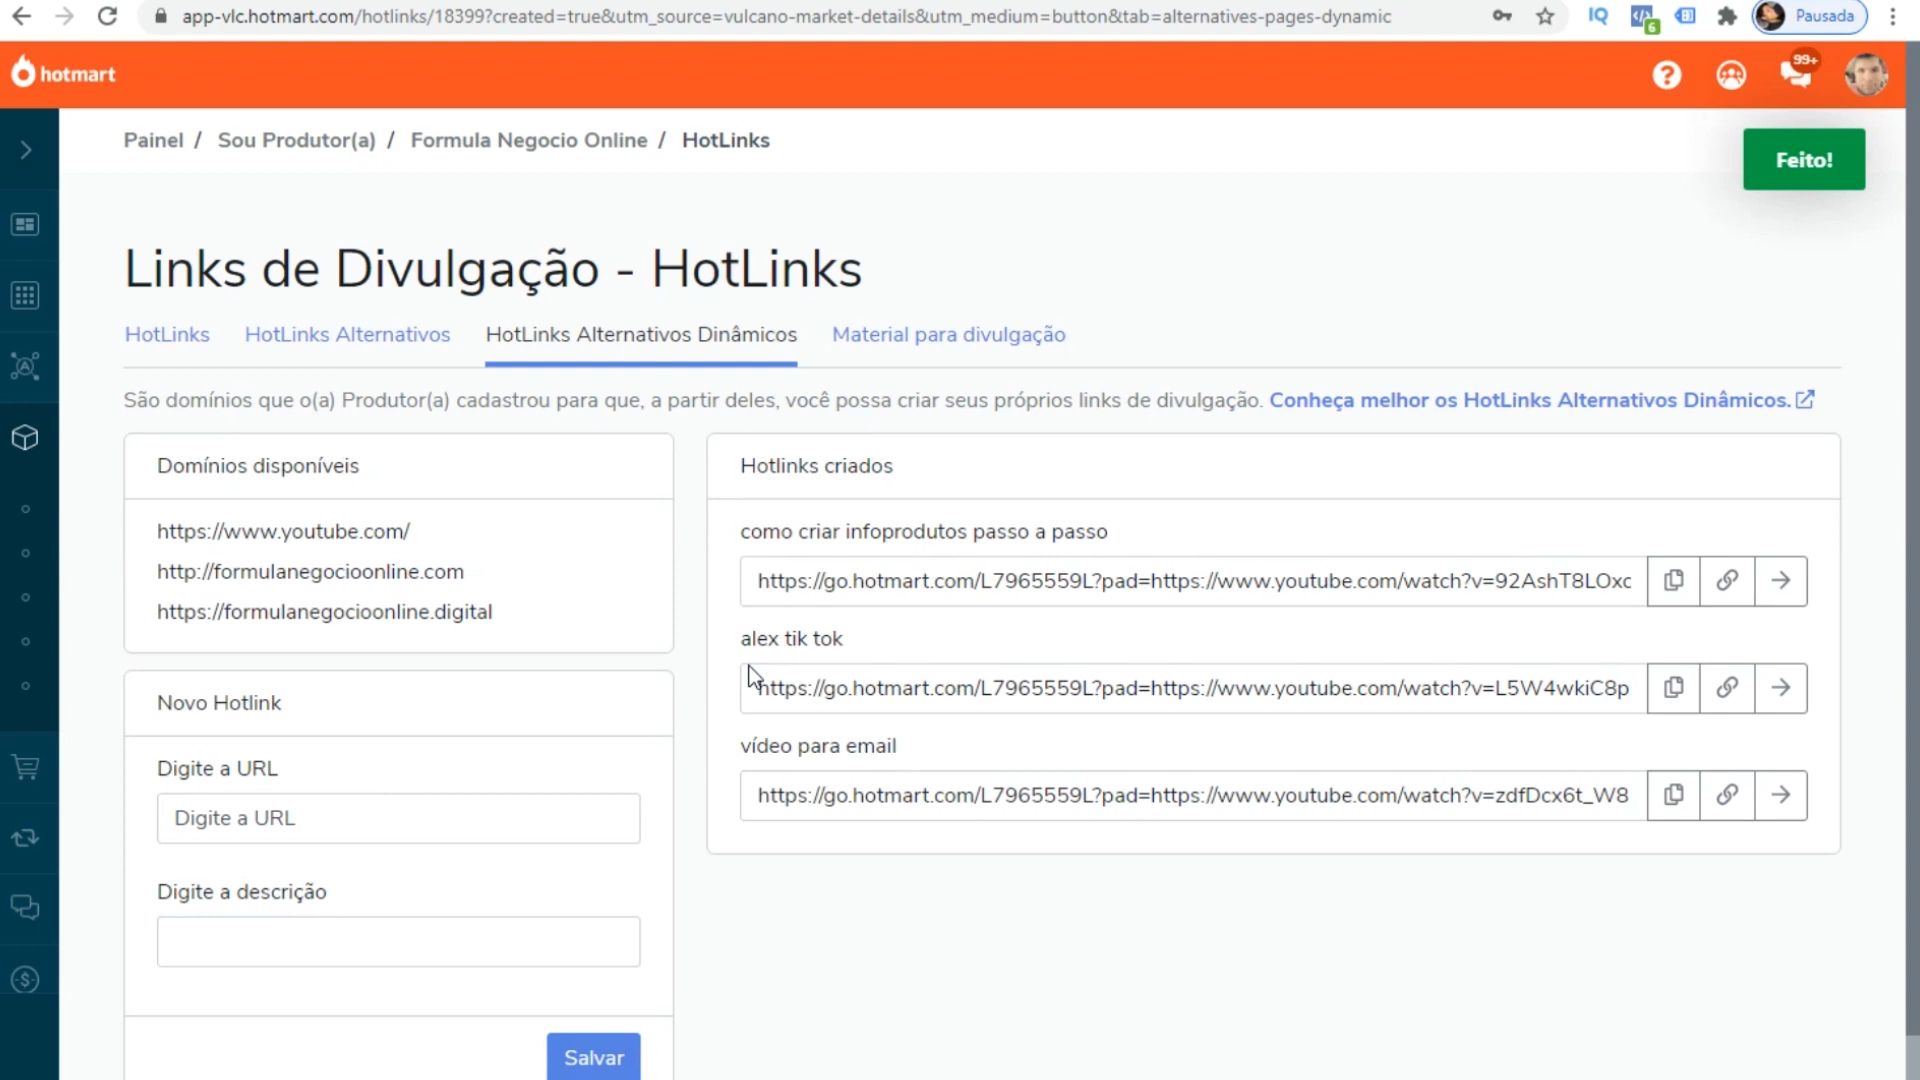 app-vlc.hotmart.com/hotlinks/18399?created=true&utm_source=vulcano-market-details&utm_medium=button&tab=alternatives-pages-dynamic
IQ
6
Pausada
hotmart
?
99+
Painel / Sou Produtor(a) / Formula Negocio Online / HotLinks
Feito!
Links de Divulgação - HotLinks
HotLinks HotLinks Alternativos HotLinks Alternativos Dinâmicos Material para divulgação
São domínios que o(a) Produtor(a) cadastrou para que, a partir deles, você possa criar seus próprios links de divulgação. Conheça melhor os HotLinks Alternativos Dinâmicos.
Domínios disponíveis
https://www.youtube.com/
http://formulanegocioonline.com
https://formulanegocioonline.digital
Novo Hotlink
Digite a URL
Digite a URL
Digite a descrição
Salvar
Hotlinks criados
como criar infoprodutos passo a passo
https://go.hotmart.com/L7965559L?pad=https://www.youtube.com/watch?v=92AshT8LOxc
alex tik tok
https://go.hotmart.com/L7965559L?pad=https://www.youtube.com/watch?v=L5W4wkiC8p
vídeo para email
https://go.hotmart.com/L7965559L?pad=https://www.youtube.com/watch?v=zdfDcx6t_W8